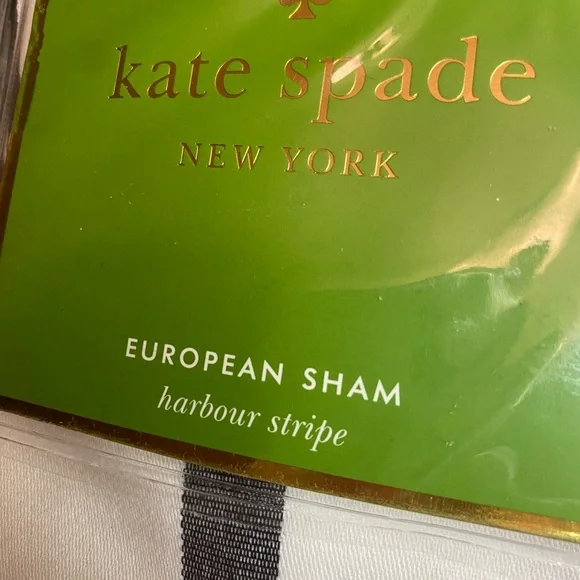 kate spade
NEW YORK
EUROPEAN SHAM
harbour stripe